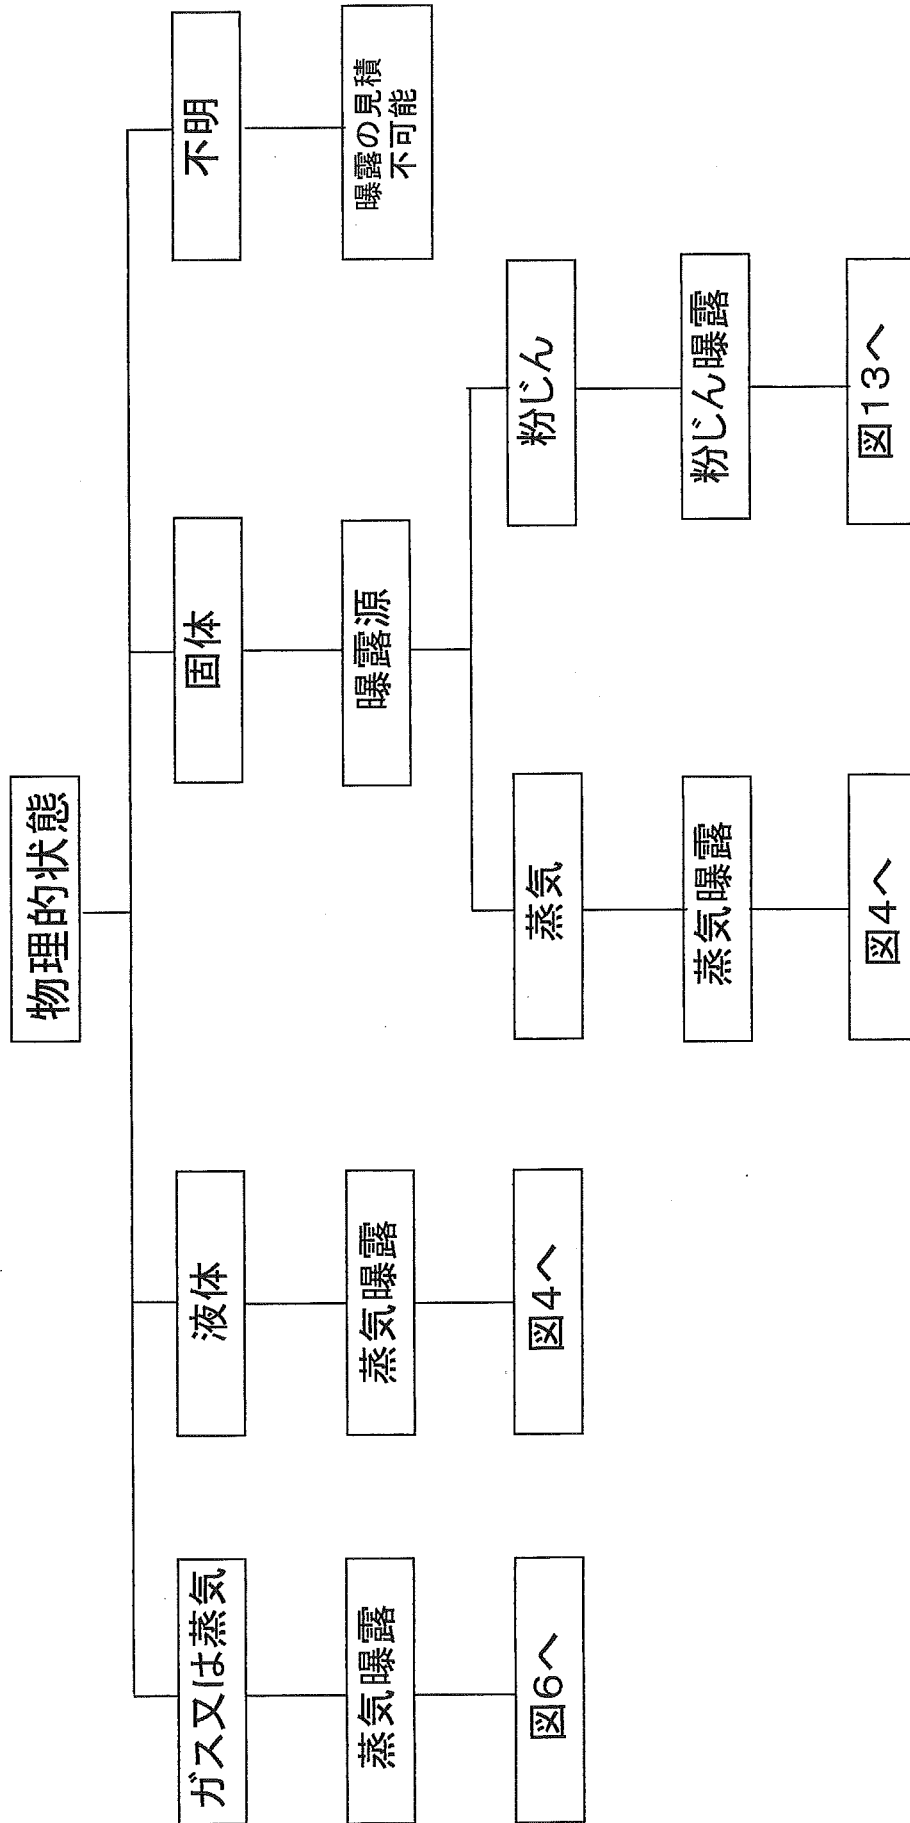 物理的状態
ガス又は蒸気
液体
固体
不明
蒸気曝露
蒸気曝露
曝露源
曝露の見積
不可能
図6へ
図4へ
蒸気
粉じん
蒸気曝露
粉じん曝露
図4へ
図13へ